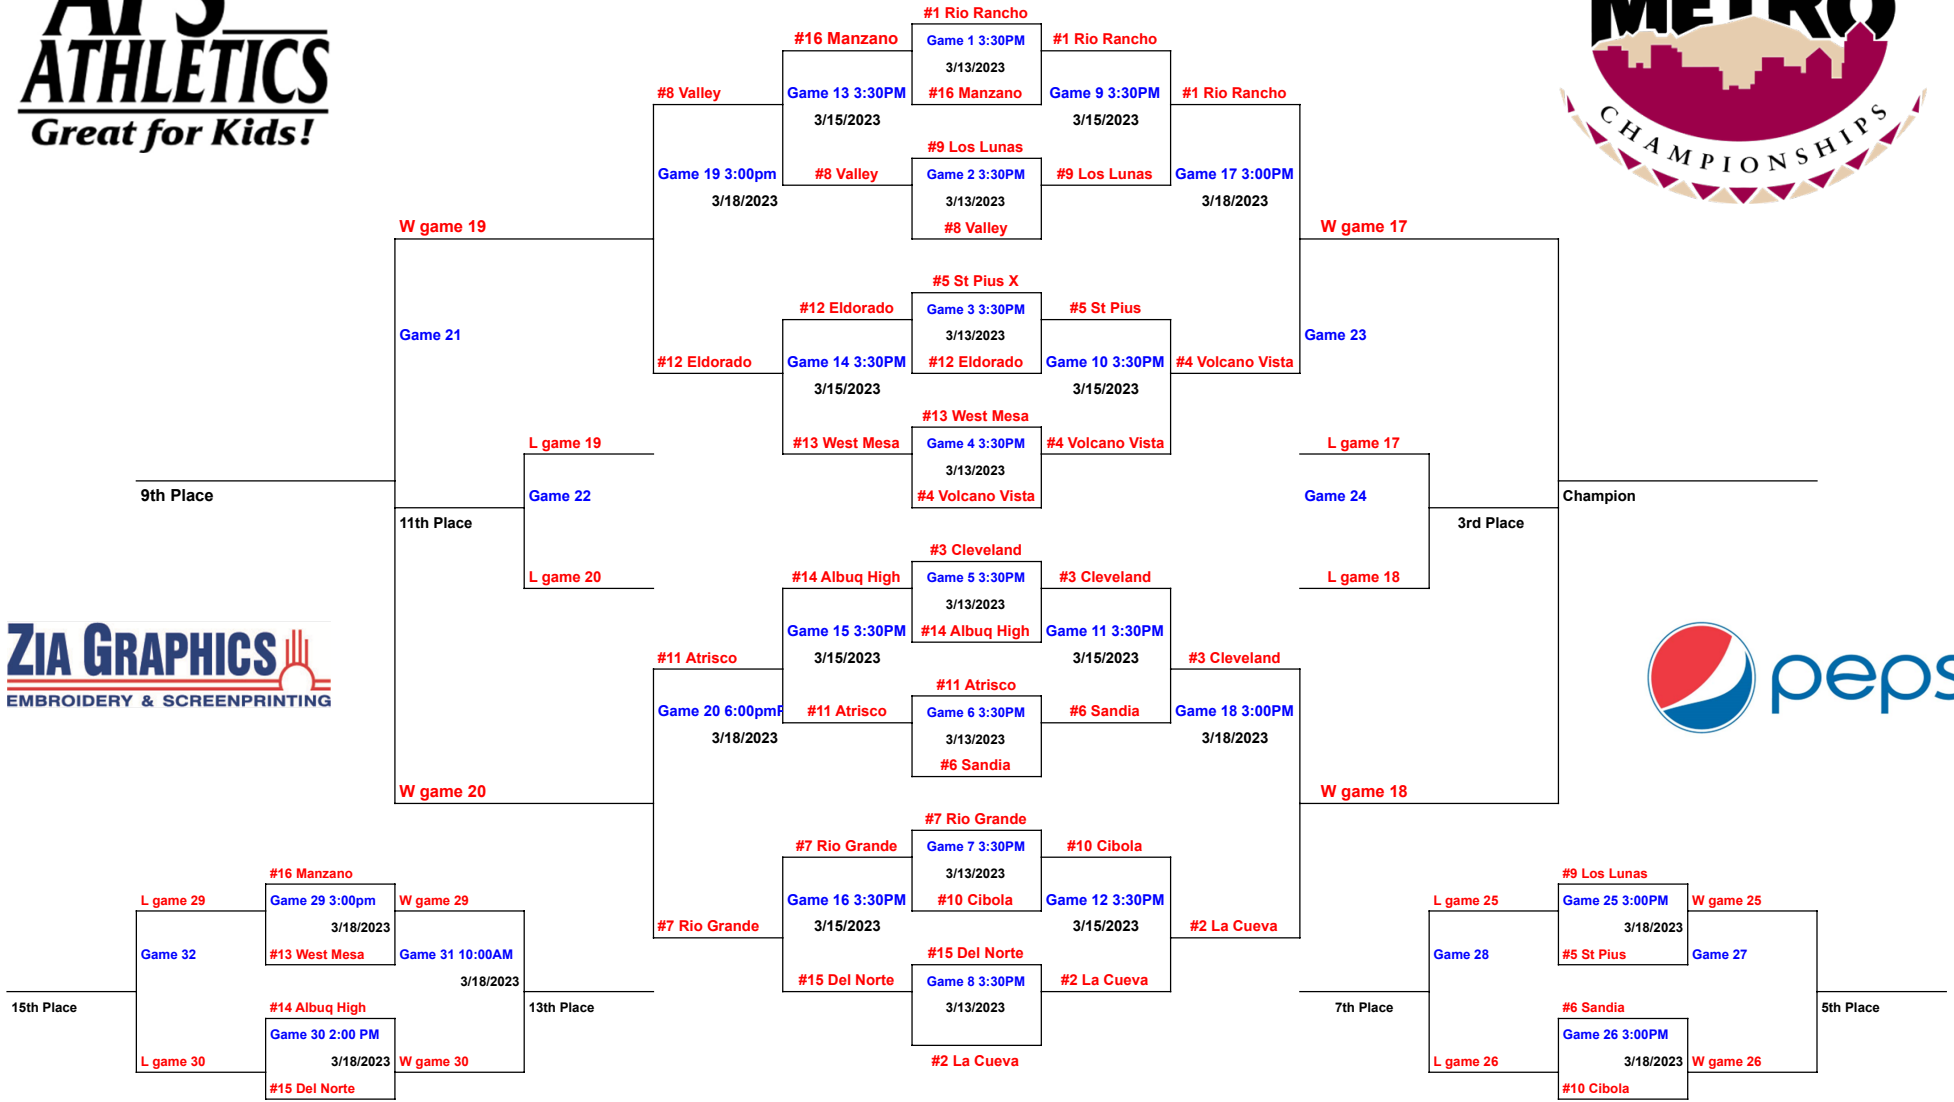 APS
ATHLETICS
Great for Kids!
METRO
CHAMPIONSHIPS
#1 Rio Rancho
#16 Manzano
Game 1 3:30PM
#1 Rio Rancho
3/13/2023
#8 Valley
Game 13 3:30PM
#16 Manzano
Game 9 3:30PM
#1 Rio Rancho
3/15/2023
3/15/2023
#9 Los Lunas
Game 19 3:00pm
#8 Valley
Game 2 3:30PM
#9 Los Lunas
Game 17 3:00PM
3/18/2023
3/13/2023
3/18/2023
W game 19
#8 Valley
W game 17
#5 St Pius X
#12 Eldorado
Game 3 3:30PM
#5 St Pius
Game 21
3/13/2023
Game 23
#12 Eldorado
Game 14 3:30PM
#12 Eldorado
Game 10 3:30PM
#4 Volcano Vista
3/15/2023
3/15/2023
#13 West Mesa
L game 19
#13 West Mesa
Game 4 3:30PM
#4 Volcano Vista
L game 17
3/13/2023
9th Place
Game 22
#4 Volcano Vista
Game 24
Champion
11th Place
3rd Place
#3 Cleveland
L game 20
#14 Albuq High
Game 5 3:30PM
#3 Cleveland
L game 18
3/13/2023
Game 15 3:30PM
#14 Albuq High
Game 11 3:30PM
ZIA GRAPHICS
EMBROIDERY & SCREENPRINTING
peps
#11 Atrisco
3/15/2023
3/15/2023
#3 Cleveland
#11 Atrisco
Game 20 6:00pm
#11 Atrisco
Game 6 3:30PM
#6 Sandia
Game 18 3:00PM
3/18/2023
3/13/2023
3/18/2023
#6 Sandia
W game 20
W game 18
#7 Rio Grande
#7 Rio Grande
Game 7 3:30PM
#10 Cibola
#16 Manzano
3/13/2023
#9 Los Lunas
L game 29
Game 29 3:00pm
W game 29
Game 16 3:30PM
#10 Cibola
Game 12 3:30PM
L game 25
Game 25 3:00PM
W game 25
3/18/2023
#7 Rio Grande
3/15/2023
3/15/2023
#2 La Cueva
3/18/2023
Game 32
#13 West Mesa
Game 31 10:00AM
#15 Del Norte
Game 28
#5 St Pius
Game 27
3/18/2023
#15 Del Norte
Game 8 3:30PM
#2 La Cueva
15th Place
#14 Albuq High
13th Place
3/13/2023
7th Place
#6 Sandia
5th Place
Game 30 2:00 PM
Game 26 3:00PM
L game 30
3/18/2023
W game 30
#2 La Cueva
L game 26
3/18/2023
W game 26
#15 Del Norte
#10 Cibola